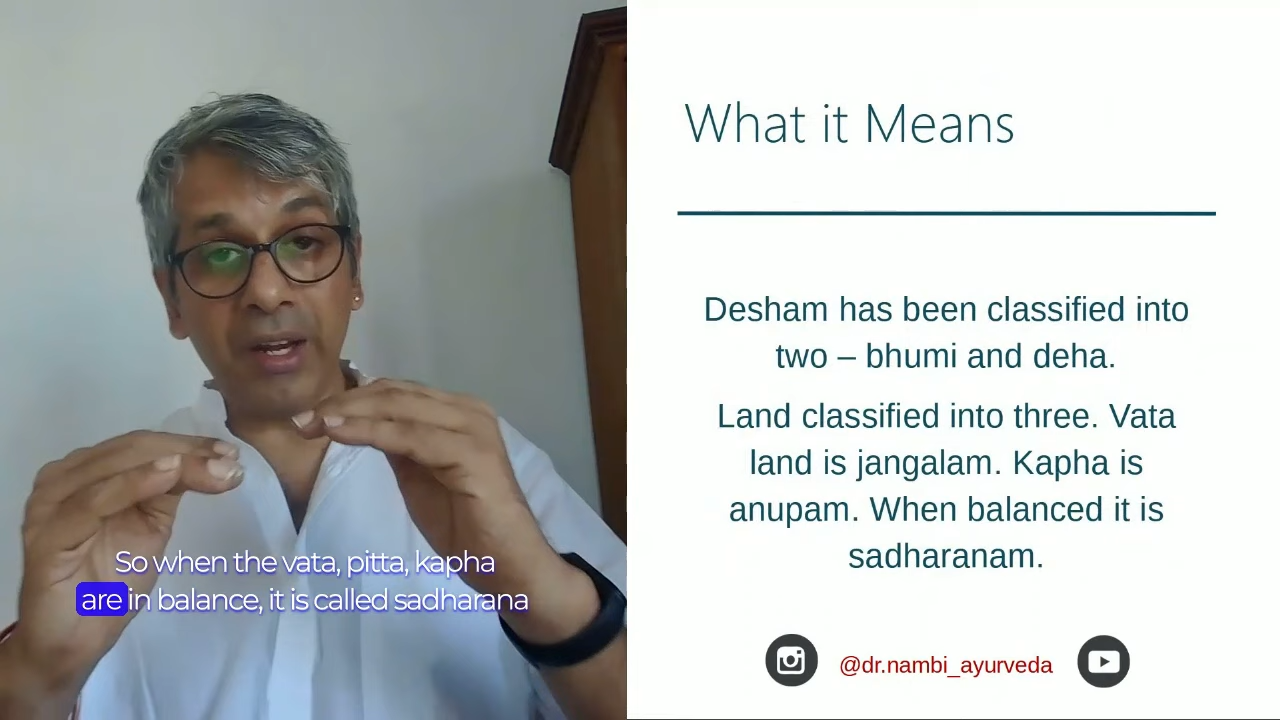 What it Means
Desham has been classified into
two – bhumi and deha.
Land classified into three. Vata
land is jangalam. Kapha is
anupam. When balanced it is
sadharanam.
@dr.nambi_ayurveda
So when the vata, pitta, kapha
are in balance, it is called sadharana